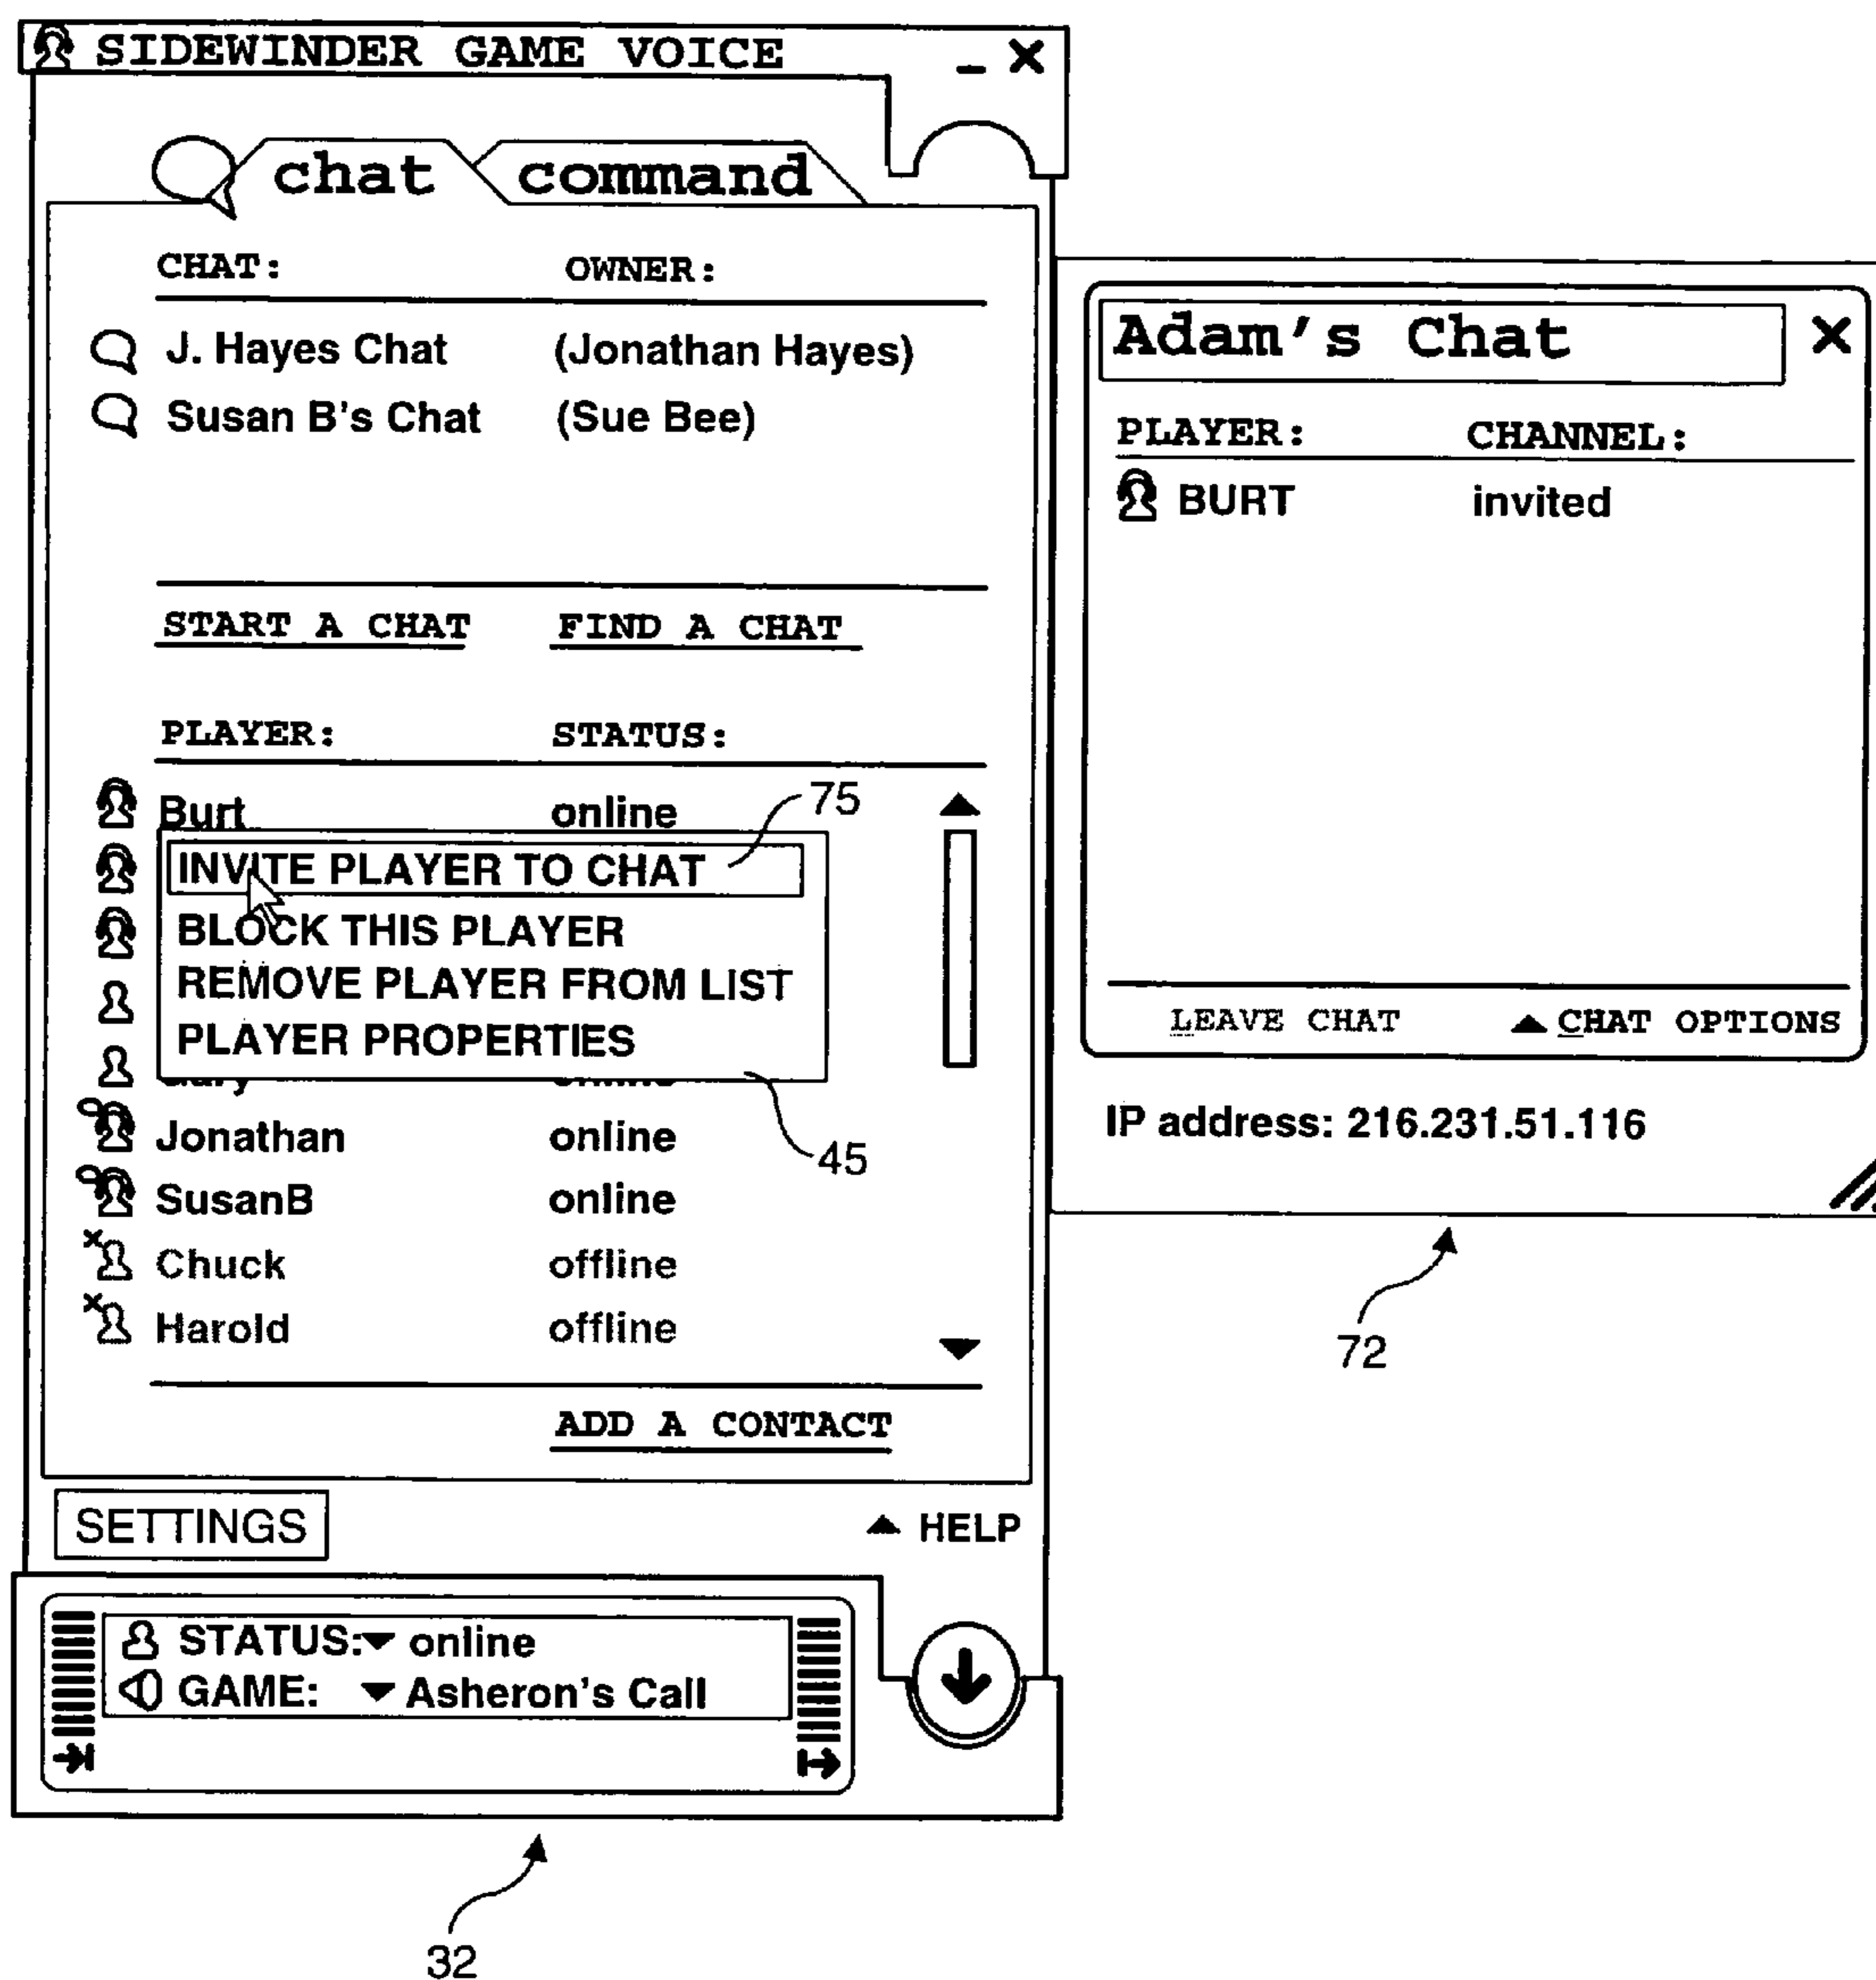 SIDEWINDER GAME VOICE
chat command
CHAT: OWNER:
J. Hayes Chat (Jonathan Hayes)
Susan B's Chat (Sue Bee)
START A CHAT FIND A CHAT
PLAYER: STATUS:
Burt online 75
INVITE PLAYER TO CHAT
BLOCK THIS PLAYER
REMOVE PLAYER FROM LIST
PLAYER PROPERTIES
Jonathan online
45
SusanB online
Chuck offline
Harold offline
ADD A CONTACT
SETTINGS HELP
STATUS: online
GAME: Asheron's Call
32
Adam's Chat
PLAYER: CHANNEL:
BURT invited
LEAVE CHAT CHAT OPTIONS
IP address: 216.231.51.116
72